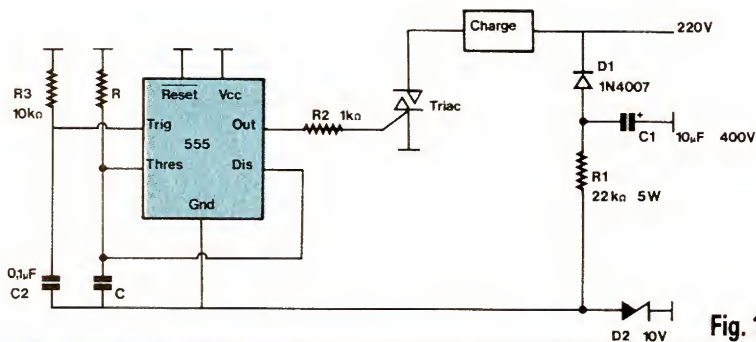 Charge
220V
D1
1N4007
R3
10kΩ
R
Reset
Vcc
Triac
Trig
Out
R2 1kΩ
555
C1
10µF 400V
Thres
Dis
R1
22kΩ 5W
Gnd
0,1µF
C2
C
D2 10V
Fig.